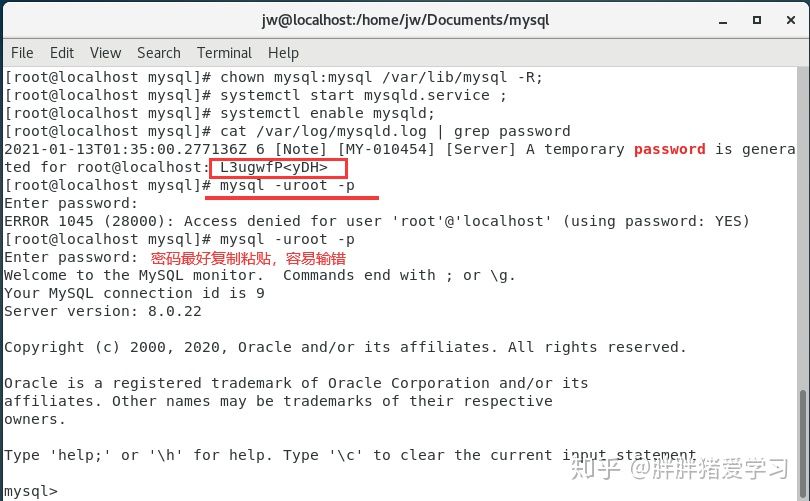 jw@localhost:/home/jw/Documents/mysql
File Edit View Search Terminal Help
[root@localhost mysql]# chown mysql:mysql /var/lib/mysql -R;
[root@localhost mysql]# systemctl start mysqld.service ;
[root@localhost mysql]# systemctl enable mysqld;
[root@localhost mysql]# cat /var/log/mysqld.log | grep password
2021-01-13T01:35:00.277136Z 6 [Note] [MY-010454] [Server] A temporary password is genera
ted for root@localhost: L3ugwfP<yDH>
[root@localhost mysql]# mysql -uroot -p
Enter password:
ERROR 1045 (28000): Access denied for user 'root'@'localhost' (using password: YES)
[root@localhost mysql]# mysql -uroot -p
Enter password: 密码最好复制粘贴，容易输错
Welcome to the MySQL monitor.  Commands end with ; or \g.
Your MySQL connection id is 9
Server version: 8.0.22
Copyright (c) 2000, 2020, Oracle and/or its affiliates. All rights reserved.
Oracle is a registered trademark of Oracle Corporation and/or its
affiliates. Other names may be trademarks of their respective
owners.
Type 'help;' or '\h' for help. Type '\c' to clear the current input statement
知乎 @胖胖猪爱学习
mysql>